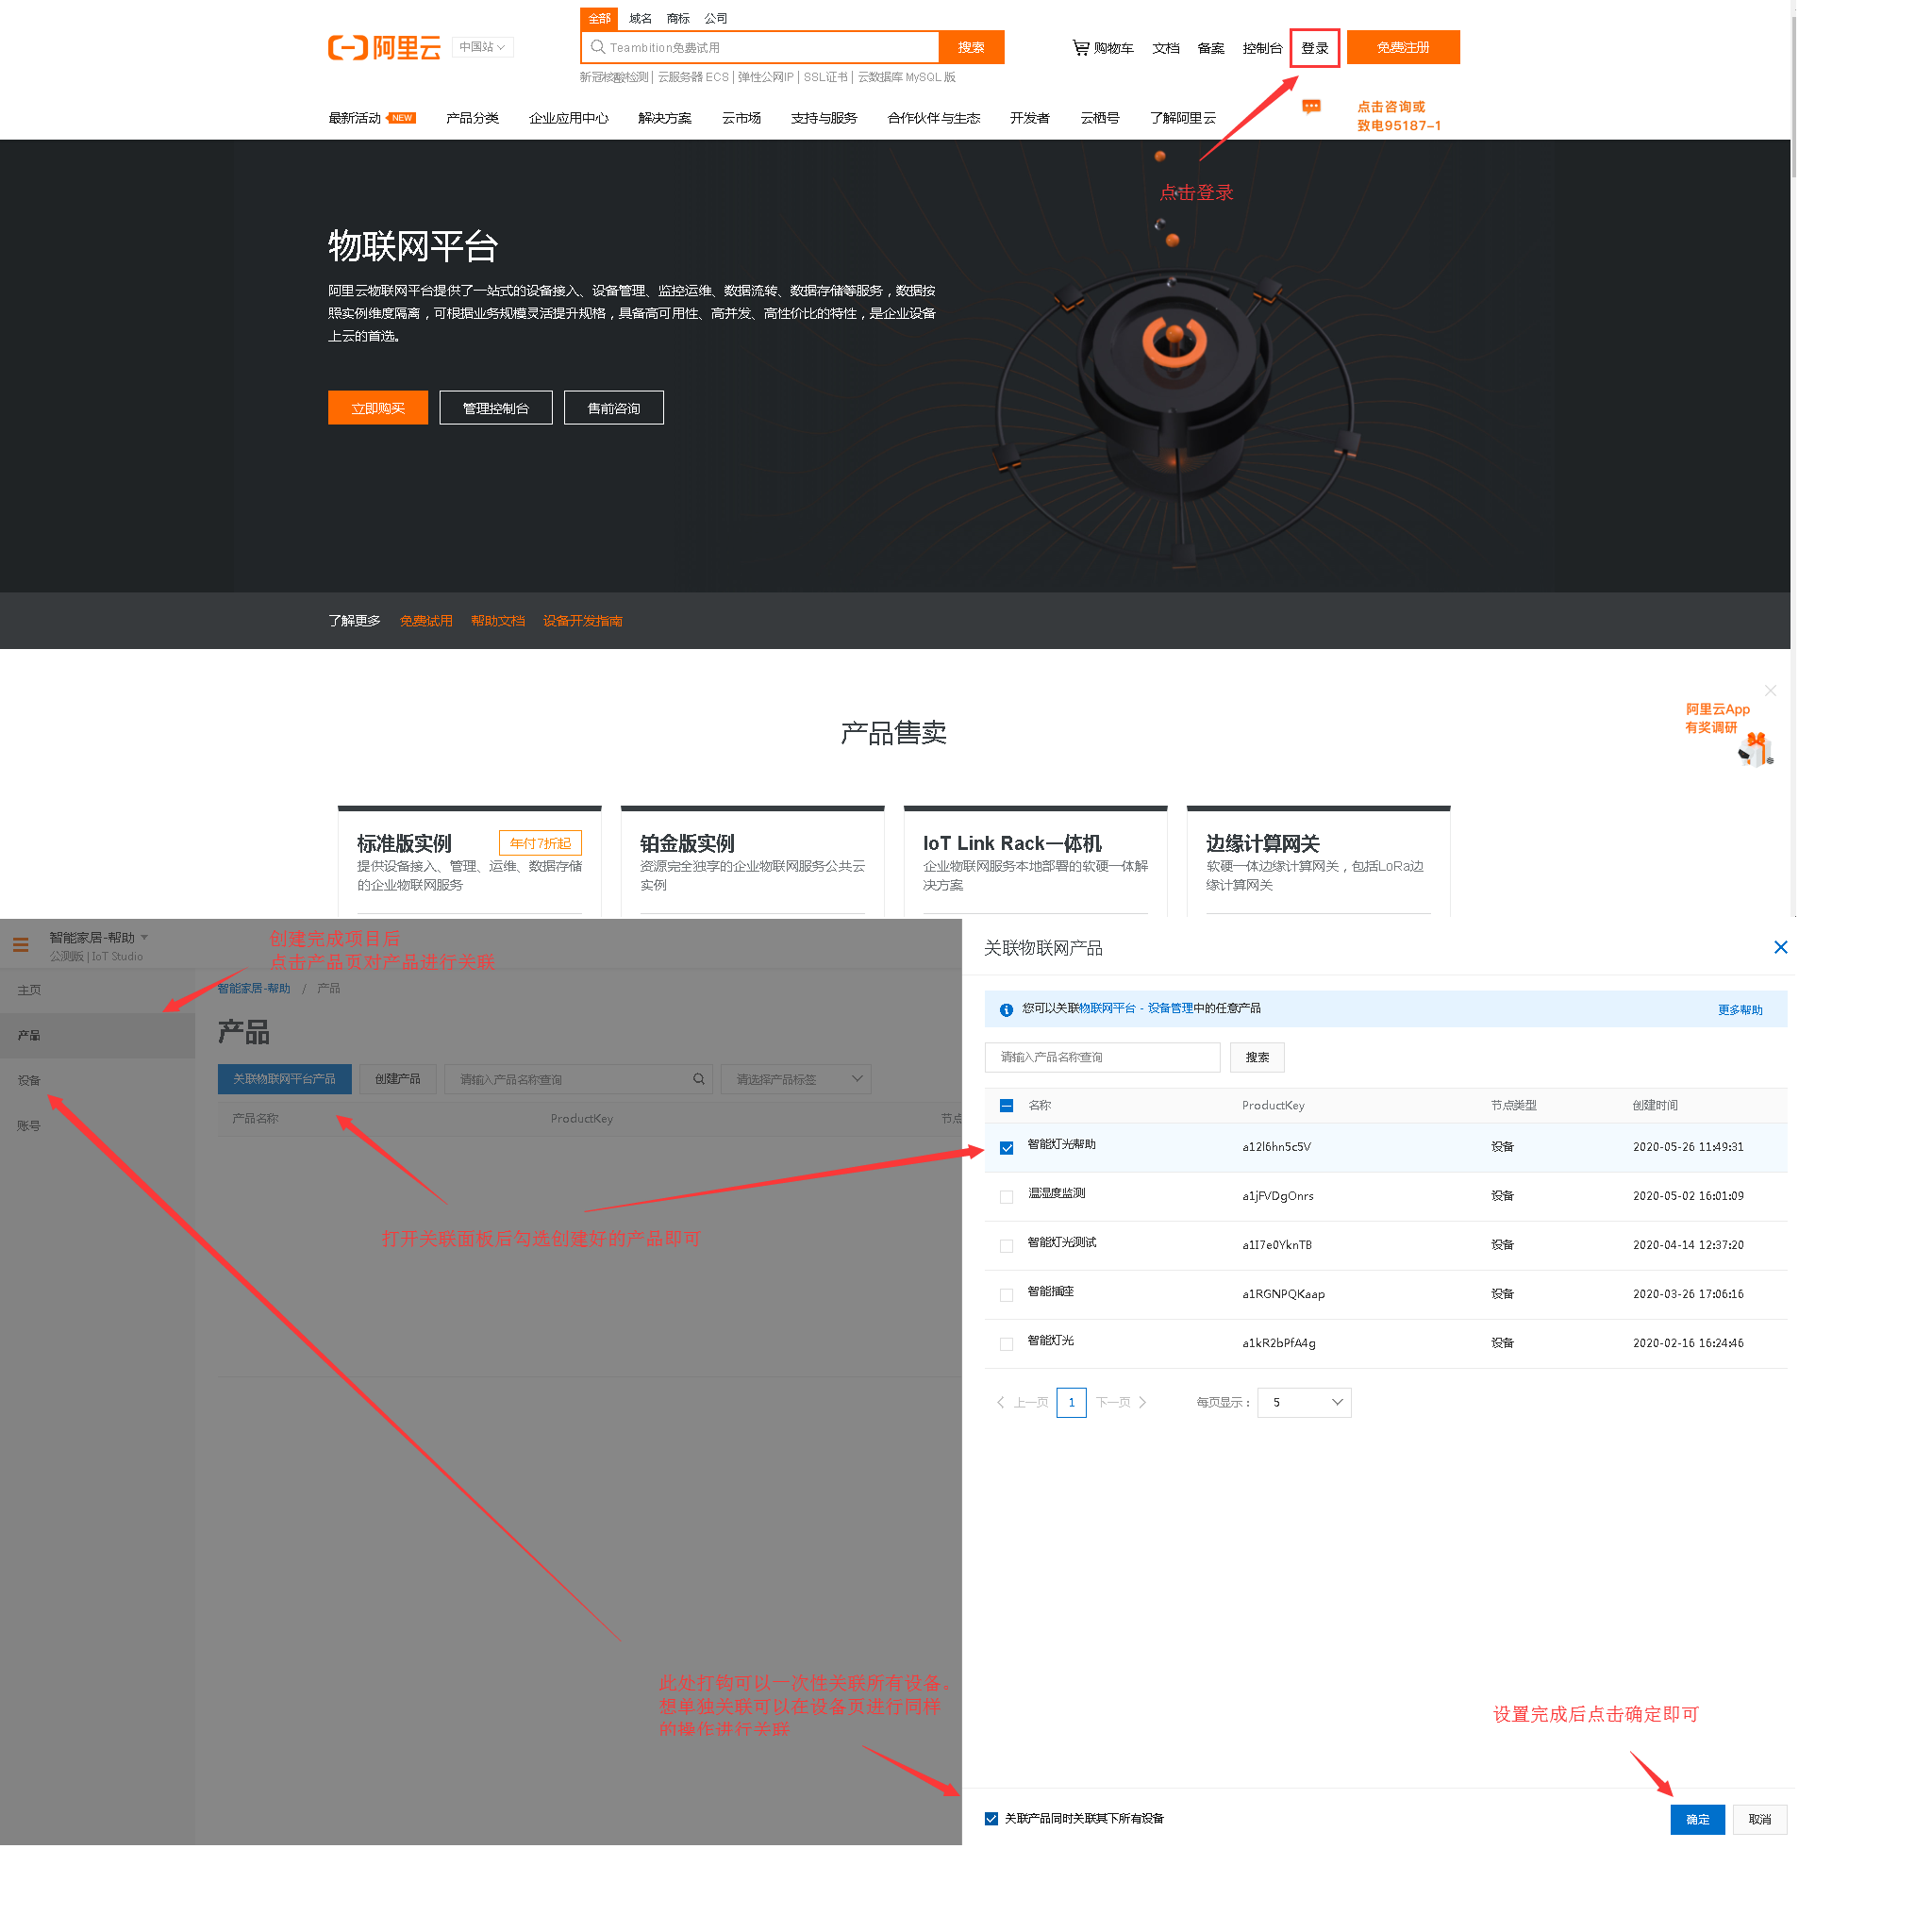 全部 域名 商标 公司
阿里云 中国站
Teambition免费试用 搜索
购物车 文档 备案 控制台 登录 免费注册
新冠核酸检测 | 云服务器 ECS | 弹性公网IP | SSL证书 | 云数据库 MySQL 版
最新活动 NEW 产品分类 企业应用中心 解决方案 云市场 支持与服务 合作伙伴与生态 开发者 云栖号 了解阿里云
点击咨询或
致电95187-1
点击登录
物联网平台
阿里云物联网平台提供了一站式的设备接入、设备管理、监控运维、数据流转、数据存储等服务，数据按
照实例维度隔离，可根据业务规模灵活提升规格，具备高可用性、高并发、高性价比的特性，是企业设备
上云的首选。
立即购买 管理控制台 售前咨询
了解更多 免费试用 帮助文档 设备开发指南
阿里云App
有奖调研
产品售卖
标准版实例 年付7折起
提供设备接入、管理、运维、数据存储
的企业物联网服务
铂金版实例
资源完全独享的企业物联网服务公共云
实例
IoT Link Rack一体机
企业物联网服务本地部署的软硬一体解
决方案
边缘计算网关
软硬一体边缘计算网关，包括LoRa边
缘计算网关
智能家居-帮助
公测版 | IoT Studio
创建完成项目后
点击产品页对产品进行关联
主页
产品
设备
账号
智能家居-帮助 / 产品
产品
关联物联网平台产品 创建产品 请输入产品名称查询 请选择产品标签
产品名称 ProductKey 节点
打开关联面板后勾选创建好的产品即可
此处打钩可以一次性关联所有设备。
想单独关联可以在设备页进行同样
的操作进行关联
关联物联网产品
您可以关联物联网平台 - 设备管理中的任意产品 更多帮助
请输入产品名称查询 搜索
名称 ProductKey 节点类型 创建时间
智能灯光帮助 a12l6hn5c5V 设备 2020-05-26 11:49:31
温湿度监测 a1jFVDgOnrs 设备 2020-05-02 16:01:09
智能灯光测试 a1I7e0YknTB 设备 2020-04-14 12:37:20
智能插座 a1RGNPQKaap 设备 2020-03-26 17:06:16
智能灯光 a1kR2bPfA4g 设备 2020-02-16 16:24:46
上一页 1 下一页 每页显示： 5
设置完成后点击确定即可
关联产品同时关联其下所有设备 确定 取消